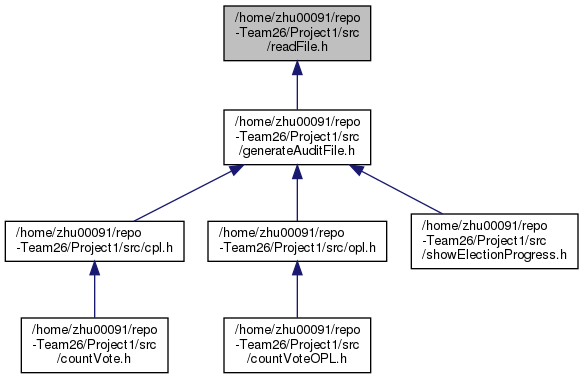 /home/zhu00091/repo
-Team26/Project1/src
/readFile.h
/home/zhu00091/repo
-Team26/Project1/src
/generateAuditFile.h
/home/zhu00091/repo
-Team26/Project1/src/cpl.h
/home/zhu00091/repo
-Team26/Project1/src/opl.h
/home/zhu00091/repo
-Team26/Project1/src
/showElectionProgress.h
/home/zhu00091/repo
-Team26/Project1/src
/countVote.h
/home/zhu00091/repo
-Team26/Project1/src
/countVoteOPL.h